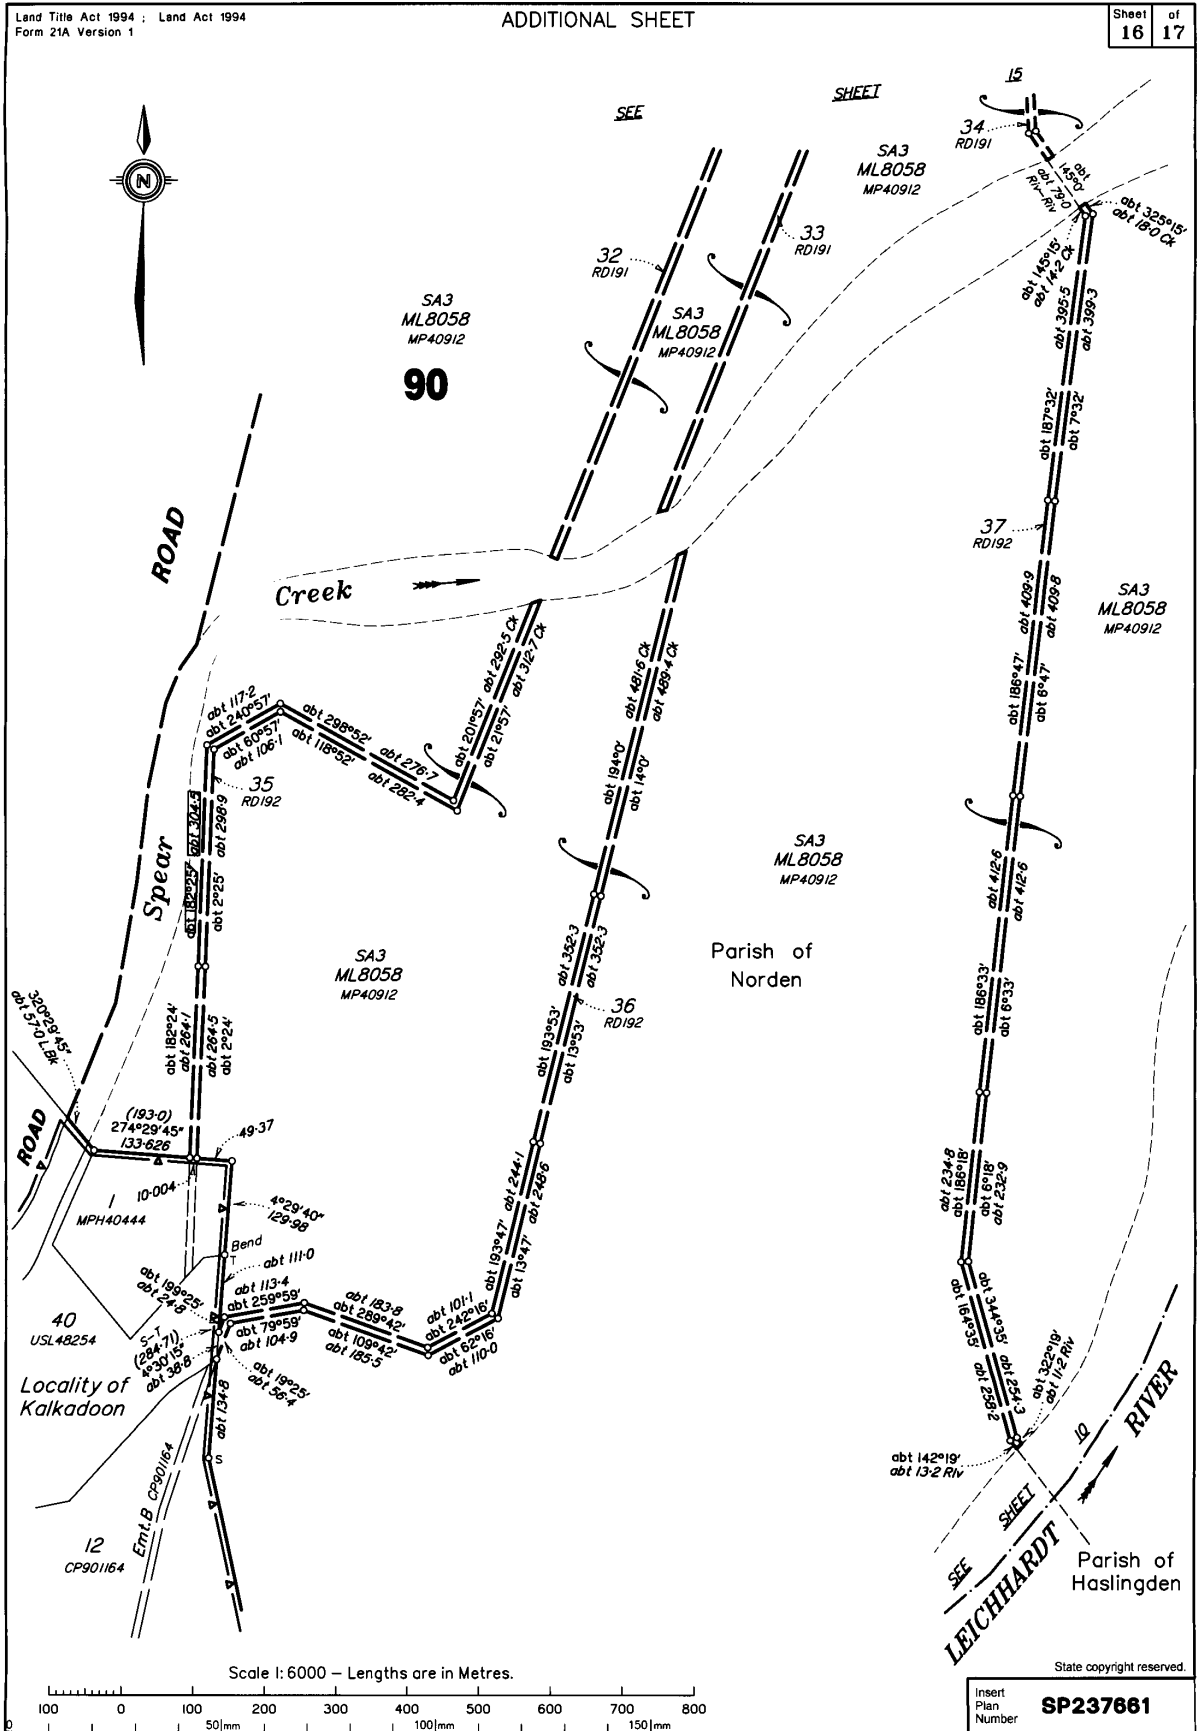 Land Title Act 1994 ; Land Act 1994
Form 21A Version 1
ADDITIONAL SHEET
Sheet 16 of 17
SEE
SHEET
15
34
RD191
SA3
ML8058
MP40912
abt
145°0'
abt 79·0
Riv-Riv
abt 325°15'
abt 18·0 Ck
abt 145°15'
abt 14·2 Ck
N
32
RD191
33
RD191
SA3
ML8058
MP40912
90
SA3
ML8058
MP40912
abt 395·5
abt 399·3
abt 187°32'
abt 7°32'
ROAD
37
RD192
Creek
SA3
ML8058
MP40912
abt 409·9
abt 409·8
abt 186°47'
abt 6°47'
abt 292·5 Ck
abt 312·7 Ck
abt 201°57'
abt 21°57'
abt 481·6 Ck
abt 489·4 Ck
abt 194°0'
abt 14°0'
abt 117·2
abt 240°57'
abt 60°57'
abt 106·1
abt 298°52'
abt 276·7
abt 118°52'
abt 282·4
35
RD192
abt 304·5
abt 298·9
abt 182°25'
abt 2°25'
Spear
SA3
ML8058
MP40912
abt 412·6
abt 412·6
SA3
ML8058
MP40912
Parish of
Norden
abt 352·3
abt 352·3
36
RD192
abt 193°53'
abt 13°53'
abt 186°33'
abt 6°33'
320°29'45"
abt 57·0 L.Bk
abt 182°24'
abt 264·1
abt 264·5
abt 2°24'
ROAD
(193·0)
274°29'45"
133·626
49·37
10·004
1
MPH40444
4°29'40"
129·98
Bend
T
abt 111·0
abt 244·1
abt 248·6
abt 193°47'
abt 13°47'
abt 234·8
abt 186°18'
abt 6°18'
abt 232·9
abt 199°25'
abt 24·8
abt 113·4
abt 259°59'
abt 79°59'
abt 104·9
abt 183·8
abt 289°42'
abt 109°42'
abt 185·5
abt 101·1
abt 242°16'
abt 62°16'
abt 110·0
40
USL48254
S-T
(284·71)
4°30'15"
abt 38·8
abt 19°25'
abt 56·4
abt 344°35'
abt 164°35'
abt 254·3
abt 258·2
abt 322°19'
abt 11·2 Riv
Locality of
Kalkadoon
abt 134·8
S
abt 142°19'
abt 13·2 Riv
Emt.B CP901164
12
CP901164
SEE
SHEET
10
LEICHHARDT
RIVER
Parish of
Haslingden
Scale 1:6000 – Lengths are in Metres.
State copyright reserved.
100 0 100 200 300 400 500 600 700 800
0 50|mm 100|mm 150|mm
Insert
Plan
Number
SP237661